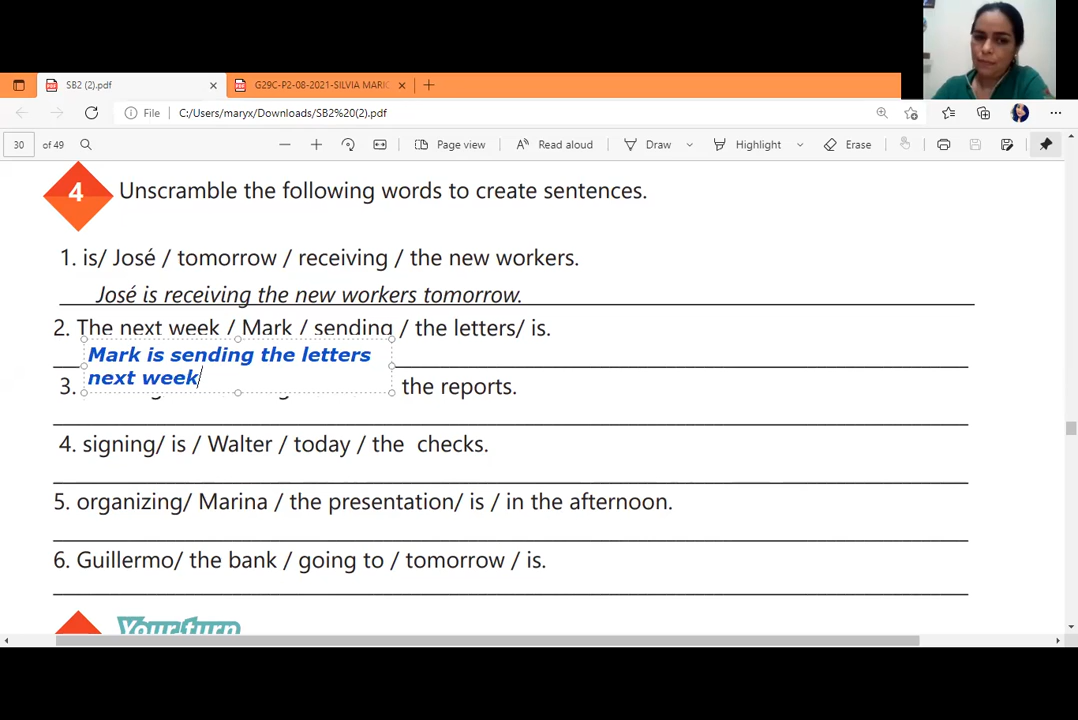 SB2 (2).pdf
G29C-P2-08-2021-SILVIA MARIC
File
C:/Users/maryx/Downloads/SB2%20(2).pdf
30 of 49
Page view
Read aloud
Draw
Highlight
Erase
4 Unscramble the following words to create sentences.
1. is/ José / tomorrow / receiving / the new workers.
José is receiving the new workers tomorrow.
2. The next week / Mark / sending / the letters/ is.
Mark is sending the letters
next week
3. the reports.
4. signing/ is / Walter / today / the checks.
5. organizing/ Marina / the presentation/ is / in the afternoon.
6. Guillermo/ the bank / going to / tomorrow / is.
Your turn